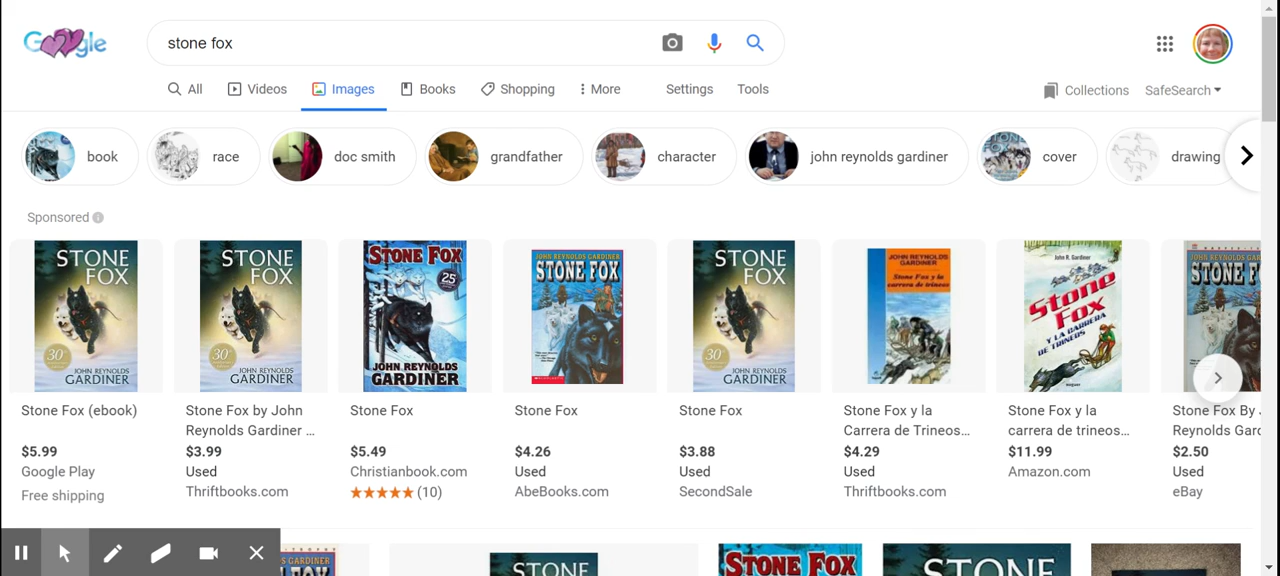 Google
stone fox
All Videos Images Books Shopping More Settings Tools
Collections SafeSearch
book race doc smith grandfather character john reynolds gardiner cover drawing
Sponsored
STONE FOX 30 JOHN REYNOLDS GARDINER
STONE FOX 30 JOHN REYNOLDS GARDINER
STONE FOX 25 JOHN REYNOLDS GARDINER
JOHN REYNOLDS GARDINER STONE FOX
STONE FOX 30 JOHN REYNOLDS GARDINER
JOHN REYNOLDS GARDINER Stone Fox y la carrera de trineos
John R. Gardiner Stone Fox Y LA CARRERA DE TRINEOS
STONE F
Stone Fox (ebook)
$5.99
Google Play
Free shipping
Stone Fox by John
Reynolds Gardiner ...
$3.99
Used
Thriftbooks.com
Stone Fox
$5.49
Christianbook.com
(10)
Stone Fox
$4.26
Used
AbeBooks.com
Stone Fox
$3.88
Used
SecondSale
Stone Fox y la
Carrera de Trineos...
$4.29
Used
Thriftbooks.com
Stone Fox y la
carrera de trineos...
$11.99
Amazon.com
Stone Fox By J
Reynolds Gard
$2.50
Used
eBay
S GARDINER
FOX
STONE
STONE FOX
STONE